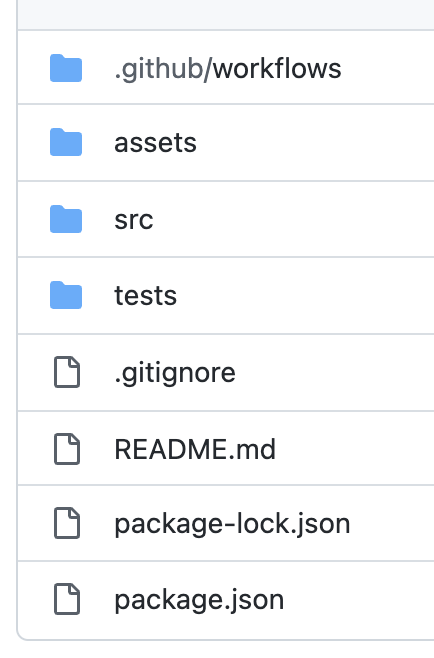 .github/workflows
assets
src
tests
.gitignore
README.md
package-lock.json
package.json